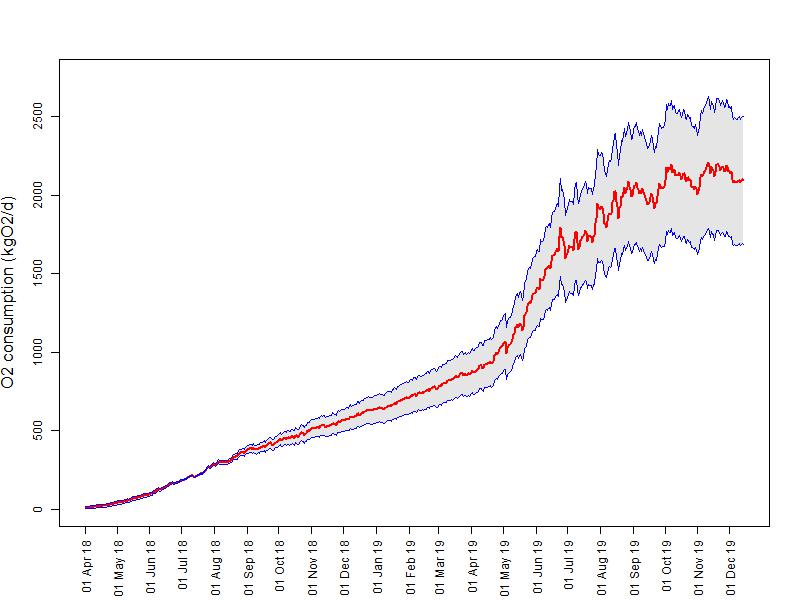 O2 consumption (kgO2/d)
2500
2000
1500
1000
500
0
01 Apr 18
01 May 18
01 Jun 18
01 Jul 18
01 Aug 18
01 Sep 18
01 Oct 18
01 Nov 18
01 Dec 18
01 Jan 19
01 Feb 19
01 Mar 19
01 Apr 19
01 May 19
01 Jun 19
01 Jul 19
01 Aug 19
01 Sep 19
01 Oct 19
01 Nov 19
01 Dec 19